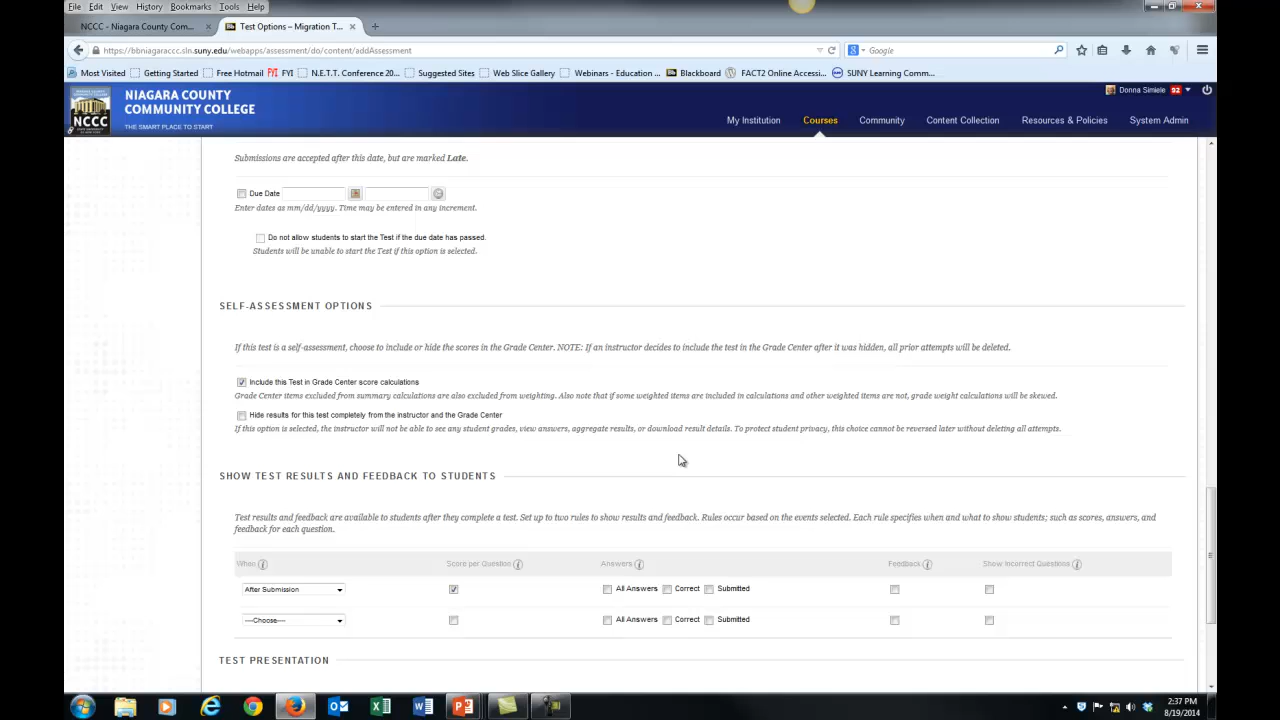 File Edit View History Bookmarks Tools Help
NCCC - Niagara County Com... × Test Options – Migration T... × +
https://bbniagaraccc.sln.suny.edu/webapps/assessment/do/content/addAssessment Google
Most Visited Getting Started Free Hotmail FYI FYI N.E.T.T. Conference 20... Suggested Sites Web Slice Gallery Webinars - Education ... Blackboard FACT2 Online Accessi... SUNY Learning Comm...
NIAGARA COUNTY
COMMUNITY COLLEGE
THE SMART PLACE TO START
NCCC
Donna Simiele 92
My Institution Courses Community Content Collection Resources & Policies System Admin
Submissions are accepted after this date, but are marked Late.
Due Date
Enter dates as mm/dd/yyyy. Time may be entered in any increment.
Do not allow students to start the Test if the due date has passed.
Students will be unable to start the Test if this option is selected.
SELF-ASSESSMENT OPTIONS
If this test is a self-assessment, choose to include or hide the scores in the Grade Center. NOTE: If an instructor decides to include the test in the Grade Center after it was hidden, all prior attempts will be deleted.
Include this Test in Grade Center score calculations
Grade Center items excluded from summary calculations are also excluded from weighting. Also note that if some weighted items are included in calculations and other weighted items are not, grade weight calculations will be skewed.
Hide results for this test completely from the instructor and the Grade Center
If this option is selected, the instructor will not be able to see any student grades, view answers, aggregate results, or download result details. To protect student privacy, this choice cannot be reversed later without deleting all attempts.
SHOW TEST RESULTS AND FEEDBACK TO STUDENTS
Test results and feedback are available to students after they complete a test. Set up to two rules to show results and feedback. Rules occur based on the events selected. Each rule specifies when and what to show students; such as scores, answers, and
feedback for each question.
When Score per Question Answers Feedback Show Incorrect Questions
After Submission All Answers Correct Submitted
---Choose--- All Answers Correct Submitted
TEST PRESENTATION
2:37 PM
8/19/2014